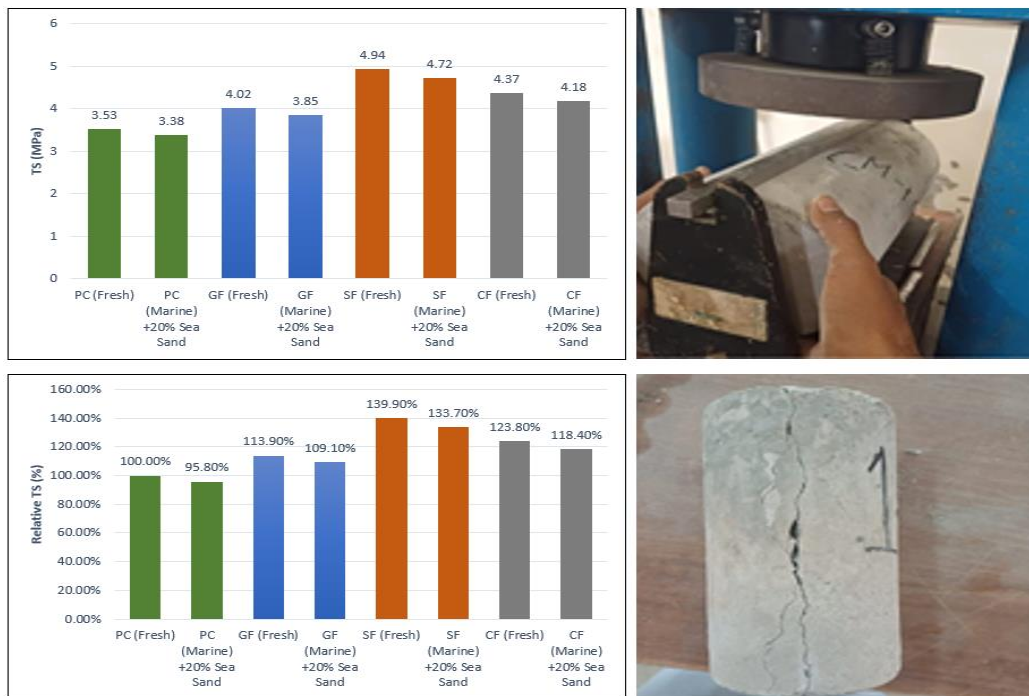 6
4.94
4.72
5
4.37
4.18
4.02
3.85
4
3.53
3.38
TS (MPa)
3
2
1
0
PC (Fresh)
PC
(Marine)
+20% Sea
Sand
GF (Fresh)
GF
(Marine)
+20% Sea
Sand
SF (Fresh)
SF
(Marine)
+20% Sea
Sand
CF (Fresh)
CF
(Marine)
+20% Sea
Sand
CM-1
160.00%
139.90%
140.00%
133.70%
123.80%
118.40%
120.00%
113.90%
109.10%
100.00%
95.80%
100.00%
Relative TS (%)
80.00%
60.00%
40.00%
20.00%
0.00%
PC (Fresh)
PC
(Marine)
+20% Sea
Sand
GF (Fresh)
GF
(Marine)
+20% Sea
Sand
SF (Fresh)
SF
(Marine)
+20% Sea
Sand
CF (Fresh)
CF
(Marine)
+20% Sea
Sand
1